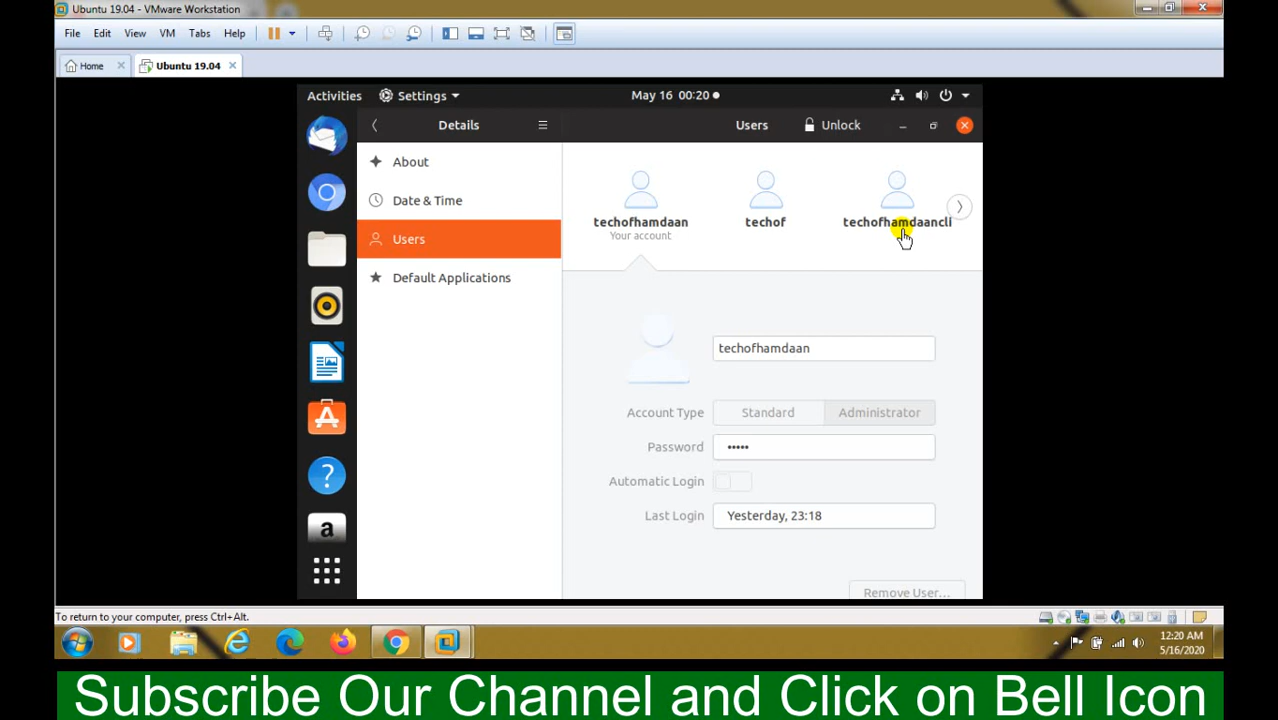 Ubuntu 19.04 - VMware Workstation
File Edit View VM Tabs Help
Home Ubuntu 19.04
Activities Settings May 16 00:20
Details Users Unlock
About
Date & Time
Users
Default Applications
techofhamdaan techof techofhamdaancli
Your account
techofhamdaan
Account Type Standard Administrator
Password •••••
Automatic Login
Last Login Yesterday, 23:18
Remove User...
a
To return to your computer, press Ctrl+Alt.
12:20 AM
5/16/2020
Subscribe Our Channel and Click on Bell Icon